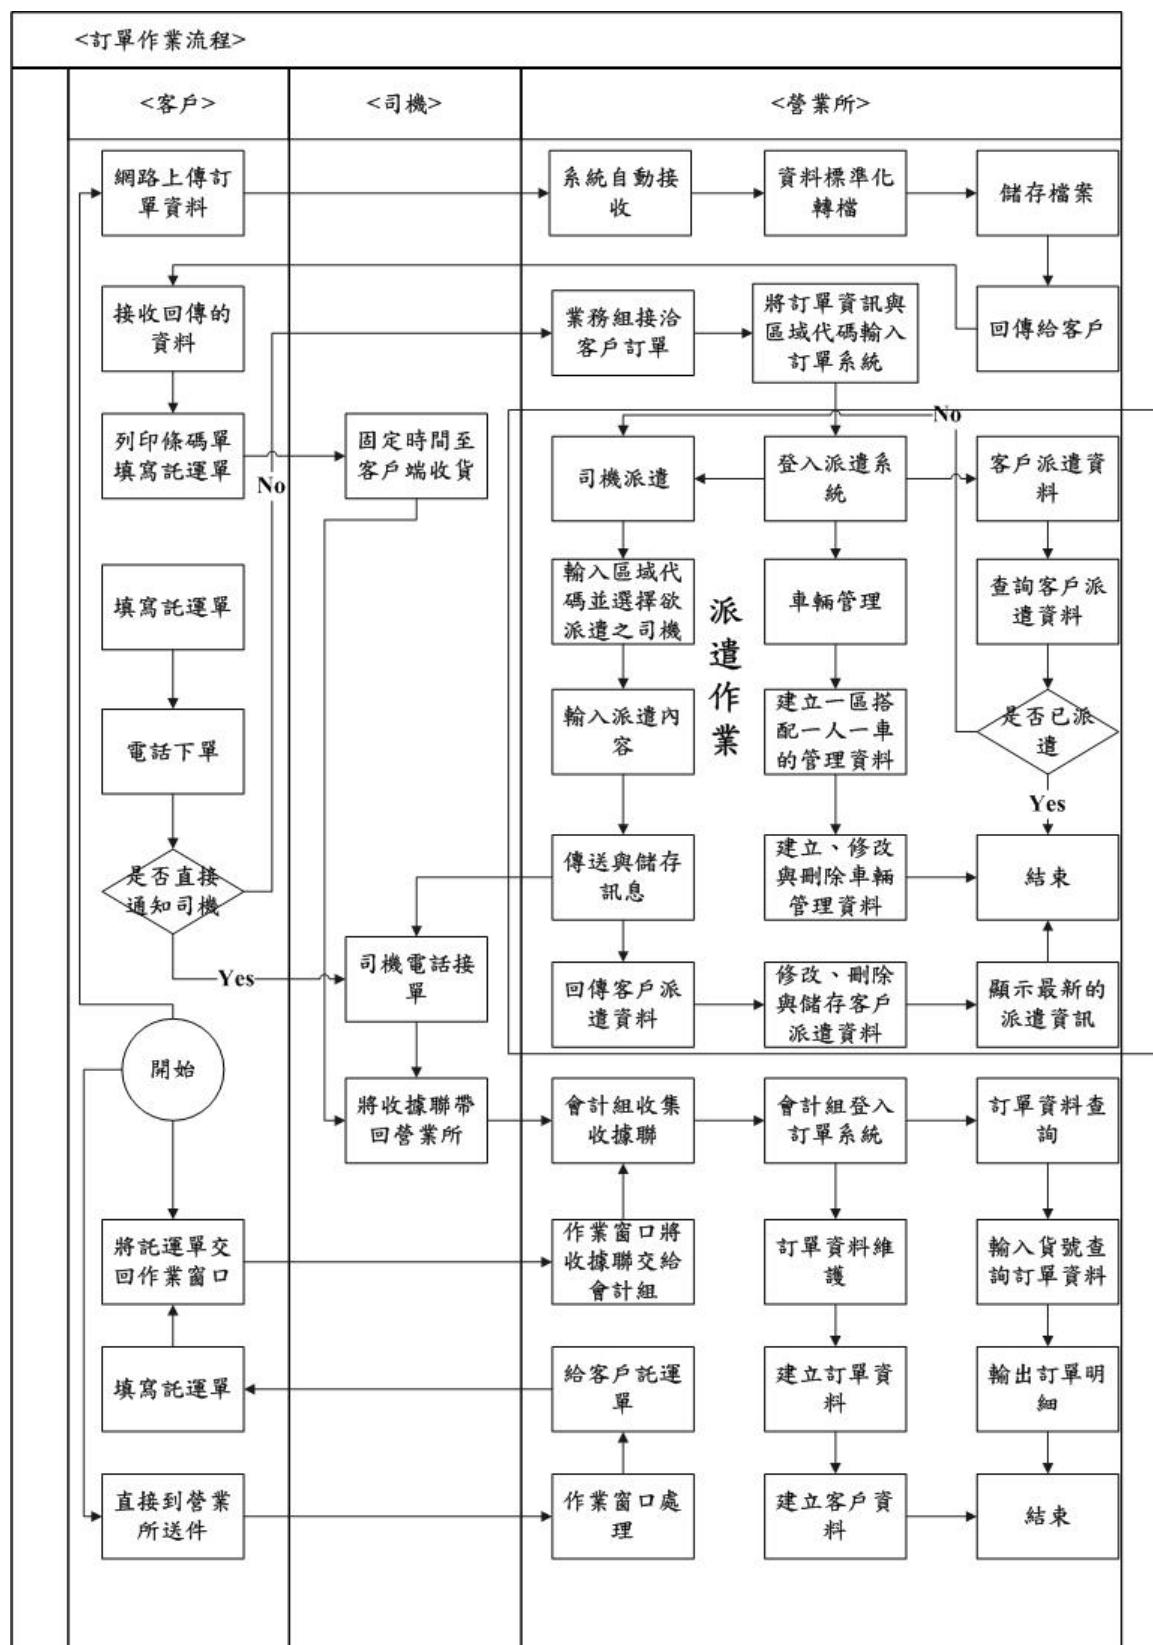 <訂單作業流程>
<客戶>
<司機>
<營業所>
網路上傳訂
單資料
系統自動接
收
資料標準化
轉檔
儲存檔案
接收回傳的
資料
業務組接洽
客戶訂單
將訂單資訊與
區域代碼輸入
訂單系統
回傳給客戶
No
列印條碼單
填寫託運單
固定時間至
客戶端收貨
司機派遣
登入派遣系
統
客戶派遣資
料
No
填寫託運單
輸入區域代
碼並選擇欲
派遣之司機
派
遣
作
業
車輛管理
查詢客戶派
遣資料
電話下單
輸入派遣內
容
建立一區搭
配一人一車
的管理資料
是否已派
遣
Yes
是否直接
通知司機
傳送與儲存
訊息
建立、修改
與刪除車輛
管理資料
結束
Yes
司機電話接
單
回傳客戶派
遣資料
修改、刪除
與儲存客戶
派遣資料
顯示最新的
派遣資訊
開始
將收據聯帶
回營業所
會計組收集
收據聯
會計組登入
訂單系統
訂單資料查
詢
將託運單交
回作業窗口
作業窗口將
收據聯交給
會計組
訂單資料維
護
輸入貨號查
詢訂單資料
填寫託運單
給客戶託運
單
建立訂單資
料
輸出訂單明
細
直接到營業
所送件
作業窗口處
理
建立客戶資
料
結束